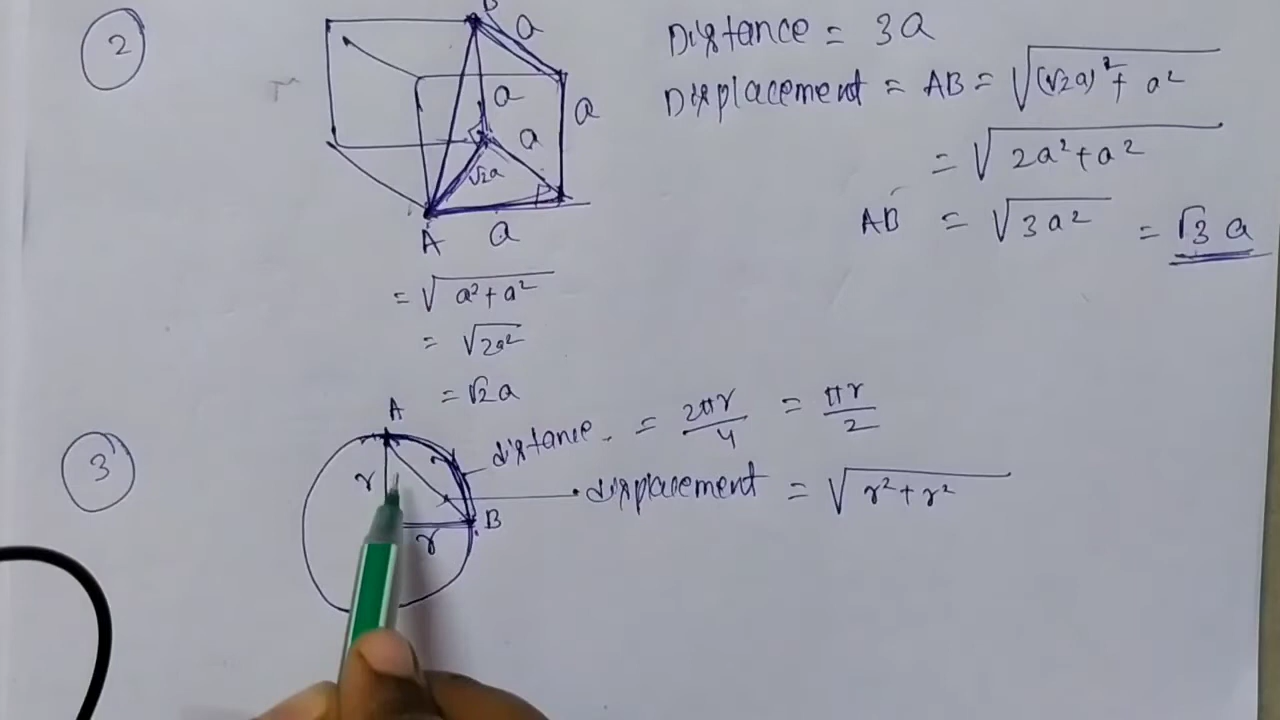 2
B
a
a
a
a
√2a
A
a
Distance = 3a
Displacement = AB = √(√2a)² + a²
= √2a² + a²
AB = √3a² = √3 a
= √a² + a²
= √2a²
= √2a
3
A
r
r
B
distance = 2πr/4 = πr/2
displacement = √r² + r²